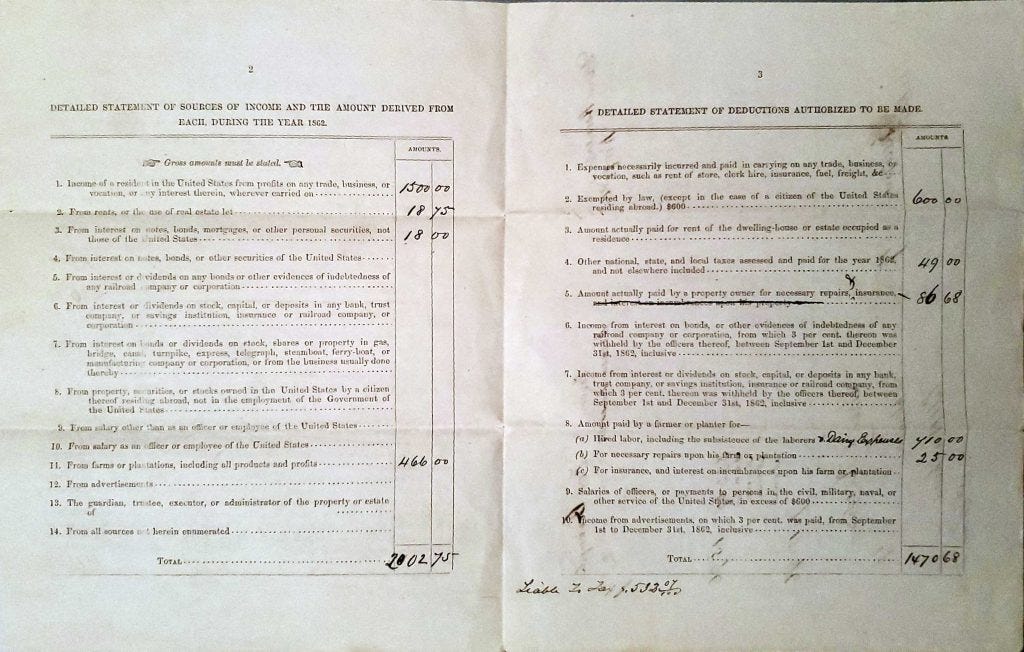 2
DETAILED STATEMENT OF SOURCES OF INCOME AND THE AMOUNT DERIVED FROM
EACH, DURING THE YEAR 1862.
AMOUNTS.
Gross amounts must be stated.
1. Income of a resident in the United States from profits on any trade, business, or
vocation, or any interest therein, wherever carried on 1500 00
2. From rents, or the use of real estate let 18 75
3. From interest on notes, bonds, mortgages, or other personal securities, not
those of the United States 18 00
4. From interest on notes, bonds, or other securities of the United States
5. From interest or dividends on any bonds or other evidences of indebtedness of
any railroad company or corporation
6. From interest or dividends on stock, capital, or deposits in any bank, trust
company, or savings institution, insurance or railroad company, or
corporation
7. From interest on bonds or dividends on stock, shares or property in gas,
bridge, canal, turnpike, express, telegraph, steamboat, ferry-boat, or
manufacturing company or corporation, or from the business usually done
thereby
8. From property, securities, or stocks owned in the United States by a citizen
thereof residing abroad, not in the employment of the Government of
the United States
9. From salary other than as an officer or employee of the United States
10. From salary as an officer or employee of the United States
11. From farms or plantations, including all products and profits 466 00
12. From advertisements
13. The guardian, trustee, executor, or administrator of the property or estate
of
14. From all sources not herein enumerated
TOTAL 2002 75
3
DETAILED STATEMENT OF DEDUCTIONS AUTHORIZED TO BE MADE.
AMOUNTS
1. Expenses necessarily incurred and paid in carrying on any trade, business, or
vocation, such as rent of store, clerk hire, insurance, fuel, freight, &c
2. Exempted by law, (except in the case of a citizen of the United States
residing abroad,) $600 600 00
3. Amount actually paid for rent of the dwelling-house or estate occupied as a
residence
4. Other national, state, and local taxes assessed and paid for the year 1862,
and not elsewhere included 49 00
5. Amount actually paid by a property owner for necessary repairs, & insurance, 86 68
and interest on incumbrances upon his property
6. Income from interest on bonds, or other evidences of indebtedness of any
railroad company or corporation, from which 3 per cent. thereon was
withheld by the officers thereof, between September 1st and December
31st, 1862, inclusive
7. Income from interest or dividends on stock, capital, or deposits in any bank,
trust company, or savings institution, insurance or railroad company, from
which 3 per cent. thereon was withheld by the officers thereof, between
September 1st and December 31st, 1862, inclusive
8. Amount paid by a farmer or planter for—
(a) Hired labor, including the subsistence of the laborers & Dairy Expenses 710 00
(b) For necessary repairs upon his farm or plantation 25 00
(c) For insurance, and interest on incumbrances upon his farm or plantation
9. Salaries of officers, or payments to persons in the civil, military, naval, or
other service of the United States, in excess of $600
10. Income from advertisements, on which 3 per cent. was paid, from September
1st to December 31st, 1862, inclusive
TOTAL 1470 68
Liable To Tax $ 532 07/100